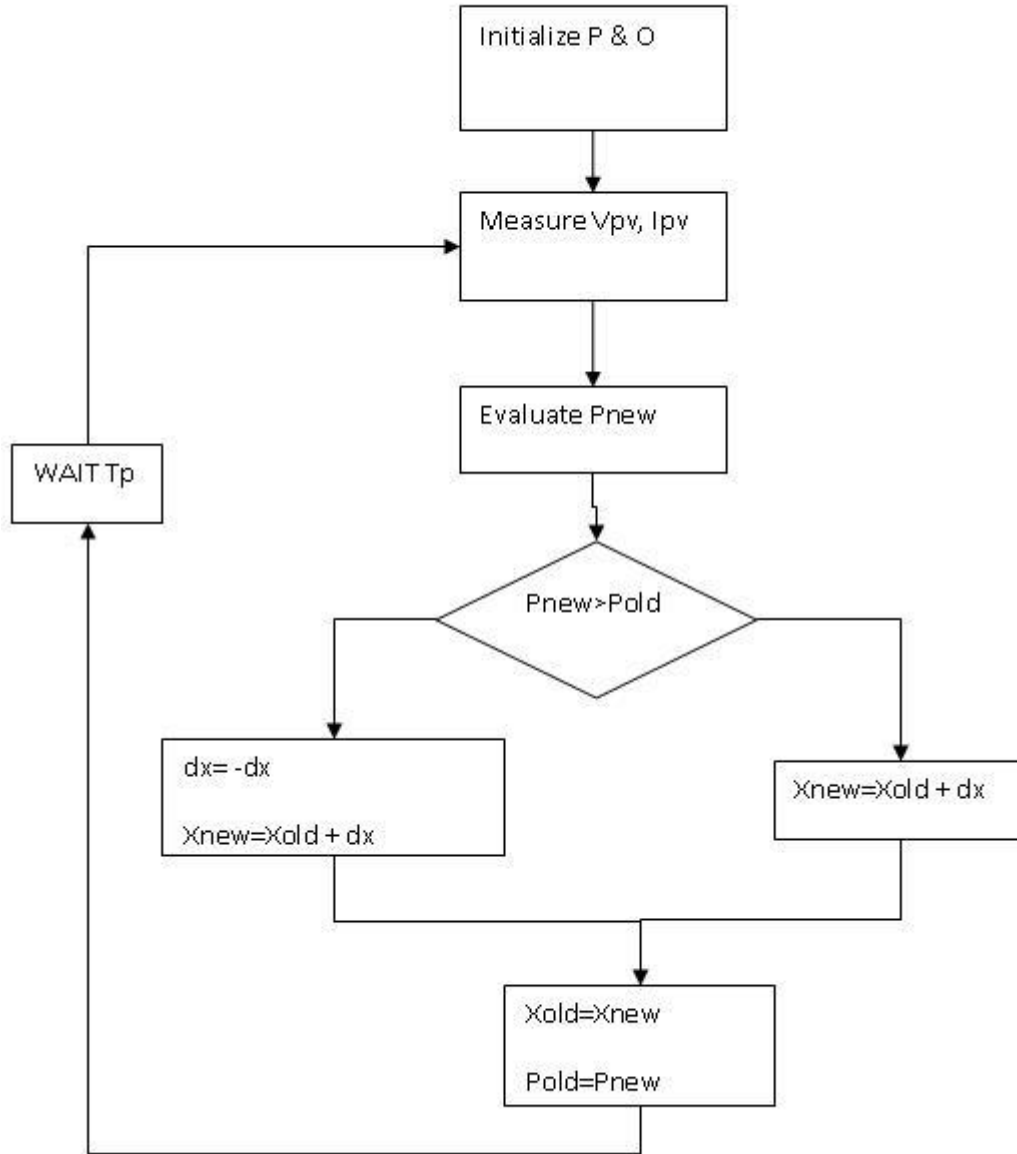 Initialize P & O
Measure Vpv, Ipv
Evaluate Pnew
WAIT Tp
Pnew>Pold
dx= -dx
Xnew=Xold + dx
Xnew=Xold + dx
Xold=Xnew
Pold=Pnew